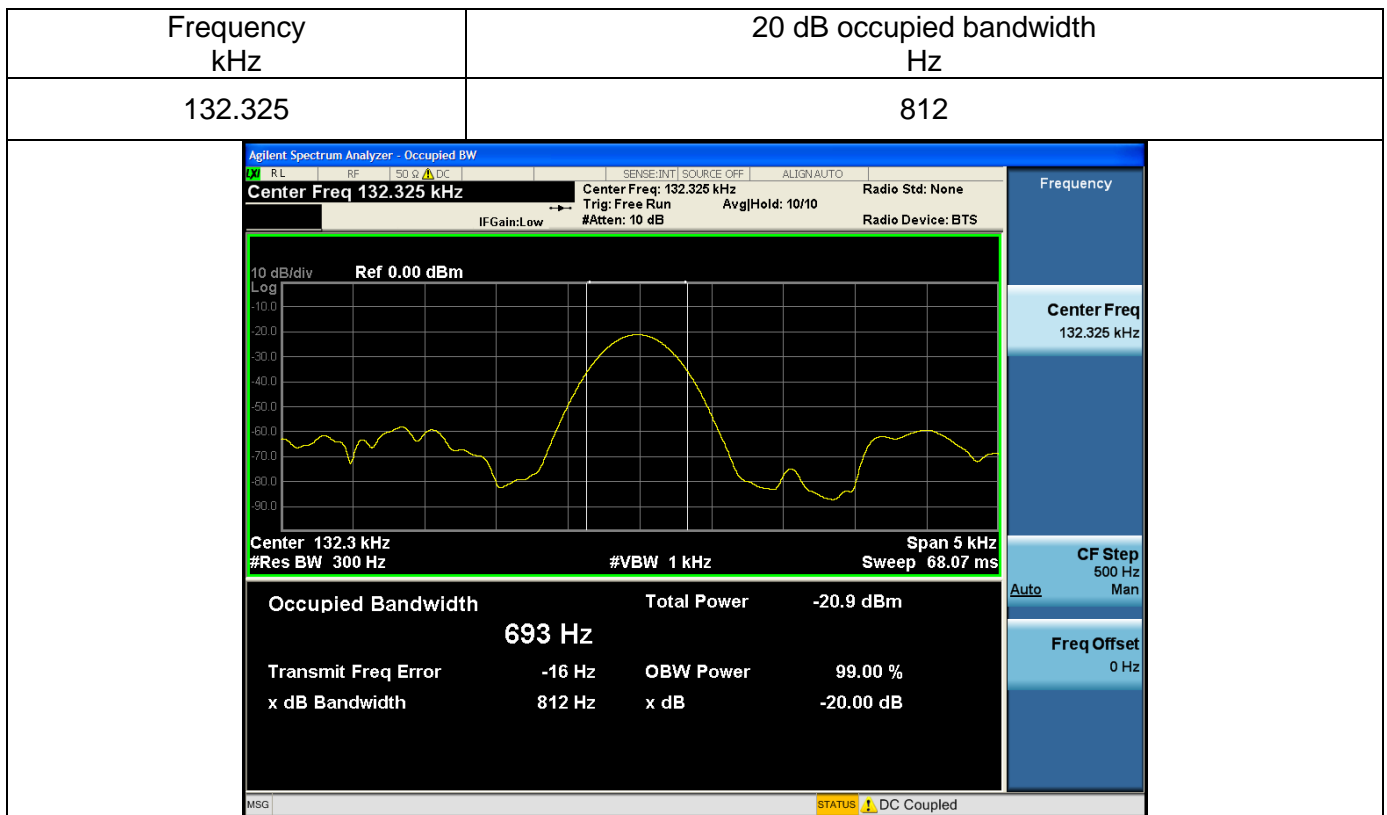 Frequency
kHz
20 dB occupied bandwidth
Hz
132.325
812
Agilent Spectrum Analyzer - Occupied BW
LXI RL RF 50 Ω DC SENSE:INT SOURCE OFF ALIGN AUTO
Center Freq 132.325 kHz
Center Freq: 132.325 kHz Radio Std: None
Trig: Free Run Avg|Hold: 10/10
IFGain:Low #Atten: 10 dB Radio Device: BTS
10 dB/div Ref 0.00 dBm
Log
-10.0
-20.0
-30.0
-40.0
-50.0
-60.0
-70.0
-80.0
-90.0
Center 132.3 kHz Span 5 kHz
#Res BW 300 Hz #VBW 1 kHz Sweep 68.07 ms
Occupied Bandwidth Total Power -20.9 dBm
693 Hz
Transmit Freq Error -16 Hz OBW Power 99.00 %
x dB Bandwidth 812 Hz x dB -20.00 dB
Frequency
Center Freq
132.325 kHz
CF Step
500 Hz
Auto Man
Freq Offset
0 Hz
MSG STATUS DC Coupled